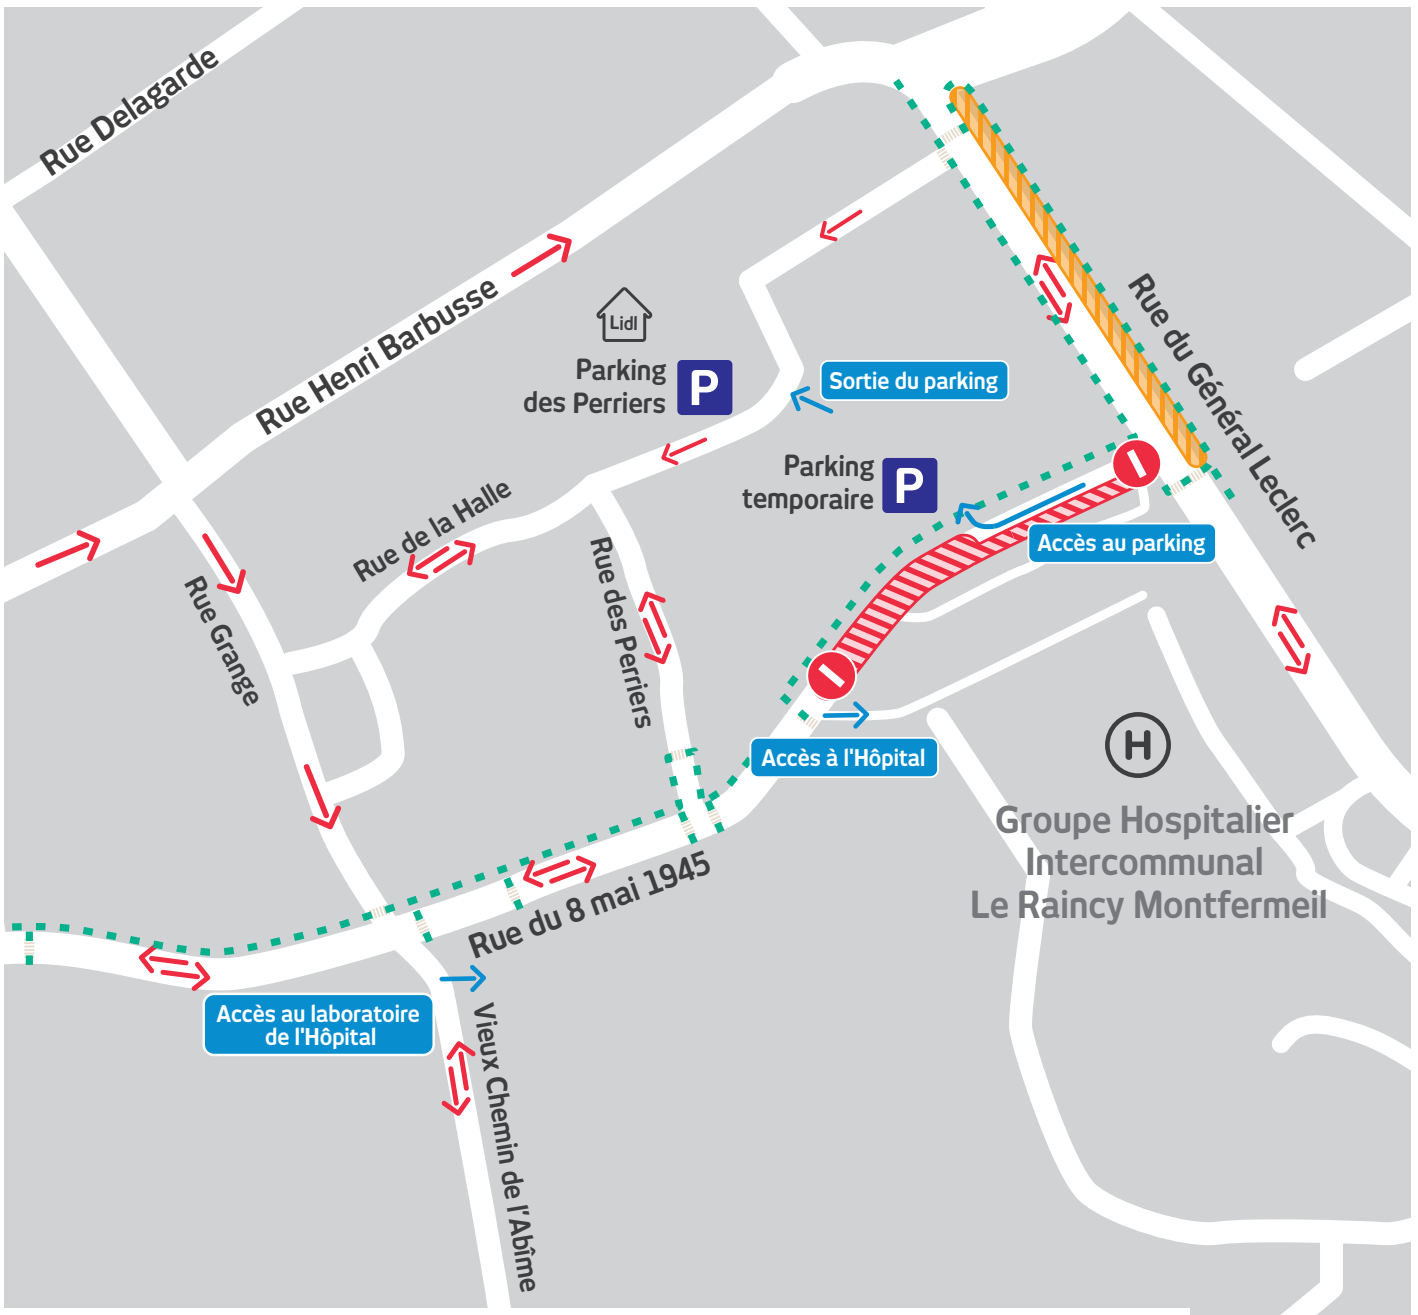 Rue Delagarde
Rue Henri Barbusse
Lidl
Parking
des Perriers
P
Sortie du parking
Rue du Général Leclerc
Parking
temporaire
P
Accès au parking
Rue de la Halle
Rue des Perriers
Rue Grange
Accès à l'Hôpital
H
Groupe Hospitalier
Intercommunal
Le Raincy Montfermeil
Rue du 8 mai 1945
Accès au laboratoire
de l'Hôpital
Vieux Chemin de l'Abîme